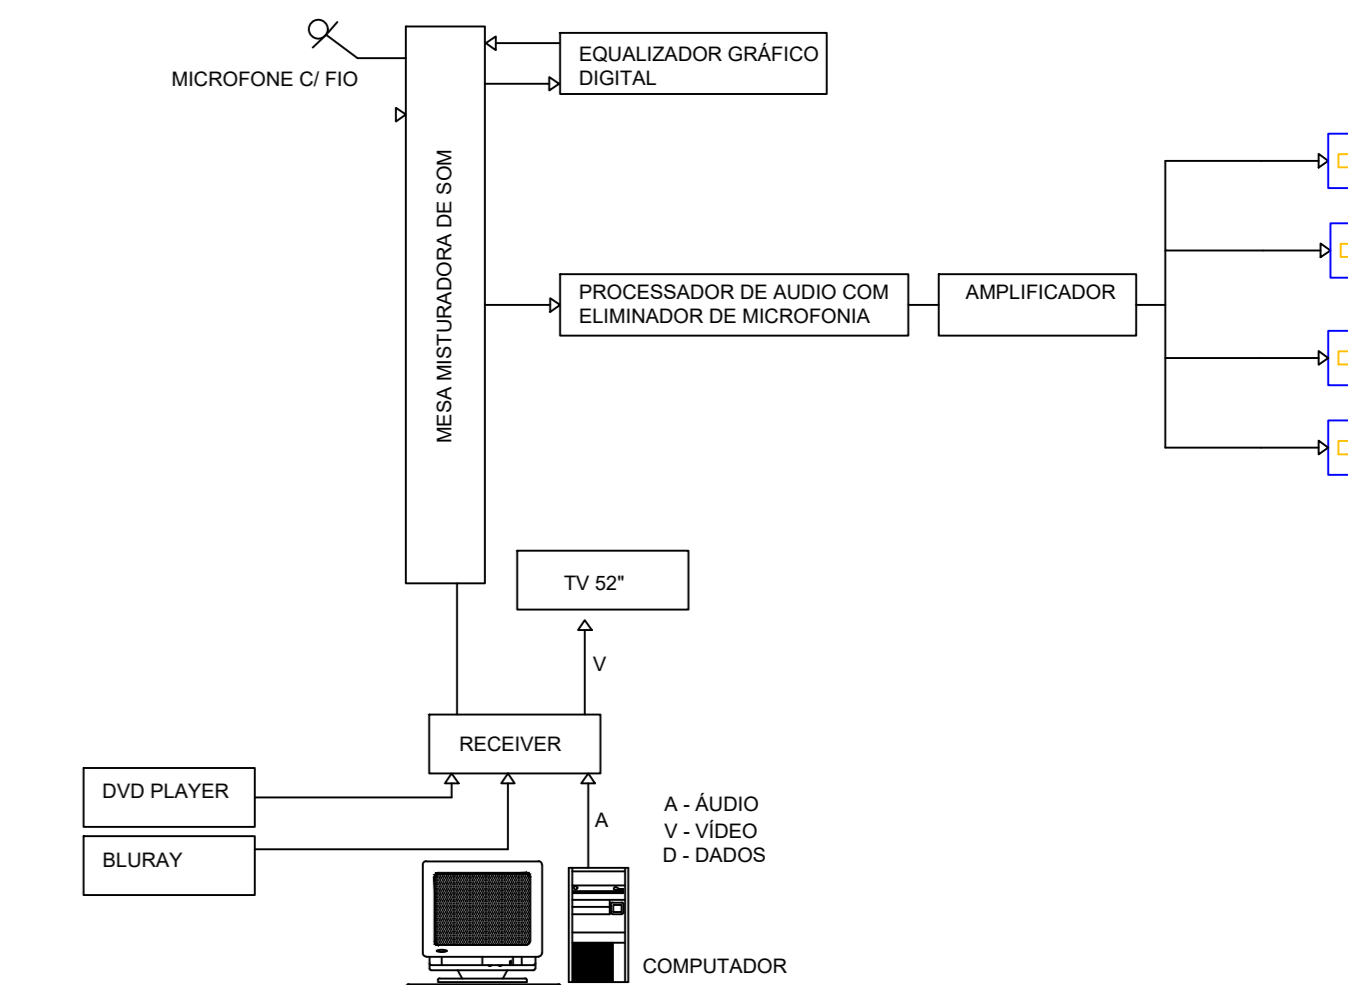 MICROFONE C/ FIO
EQUALIZADOR GRÁFICO
DIGITAL
MESA MISTURADORA DE SOM
PROCESSADOR DE AUDIO COM
ELIMINADOR DE MICROFONIA
AMPLIFICADOR
TV 52"
V
RECEIVER
DVD PLAYER
BLURAY
A
A - ÁUDIO
V - VÍDEO
D - DADOS
COMPUTADOR